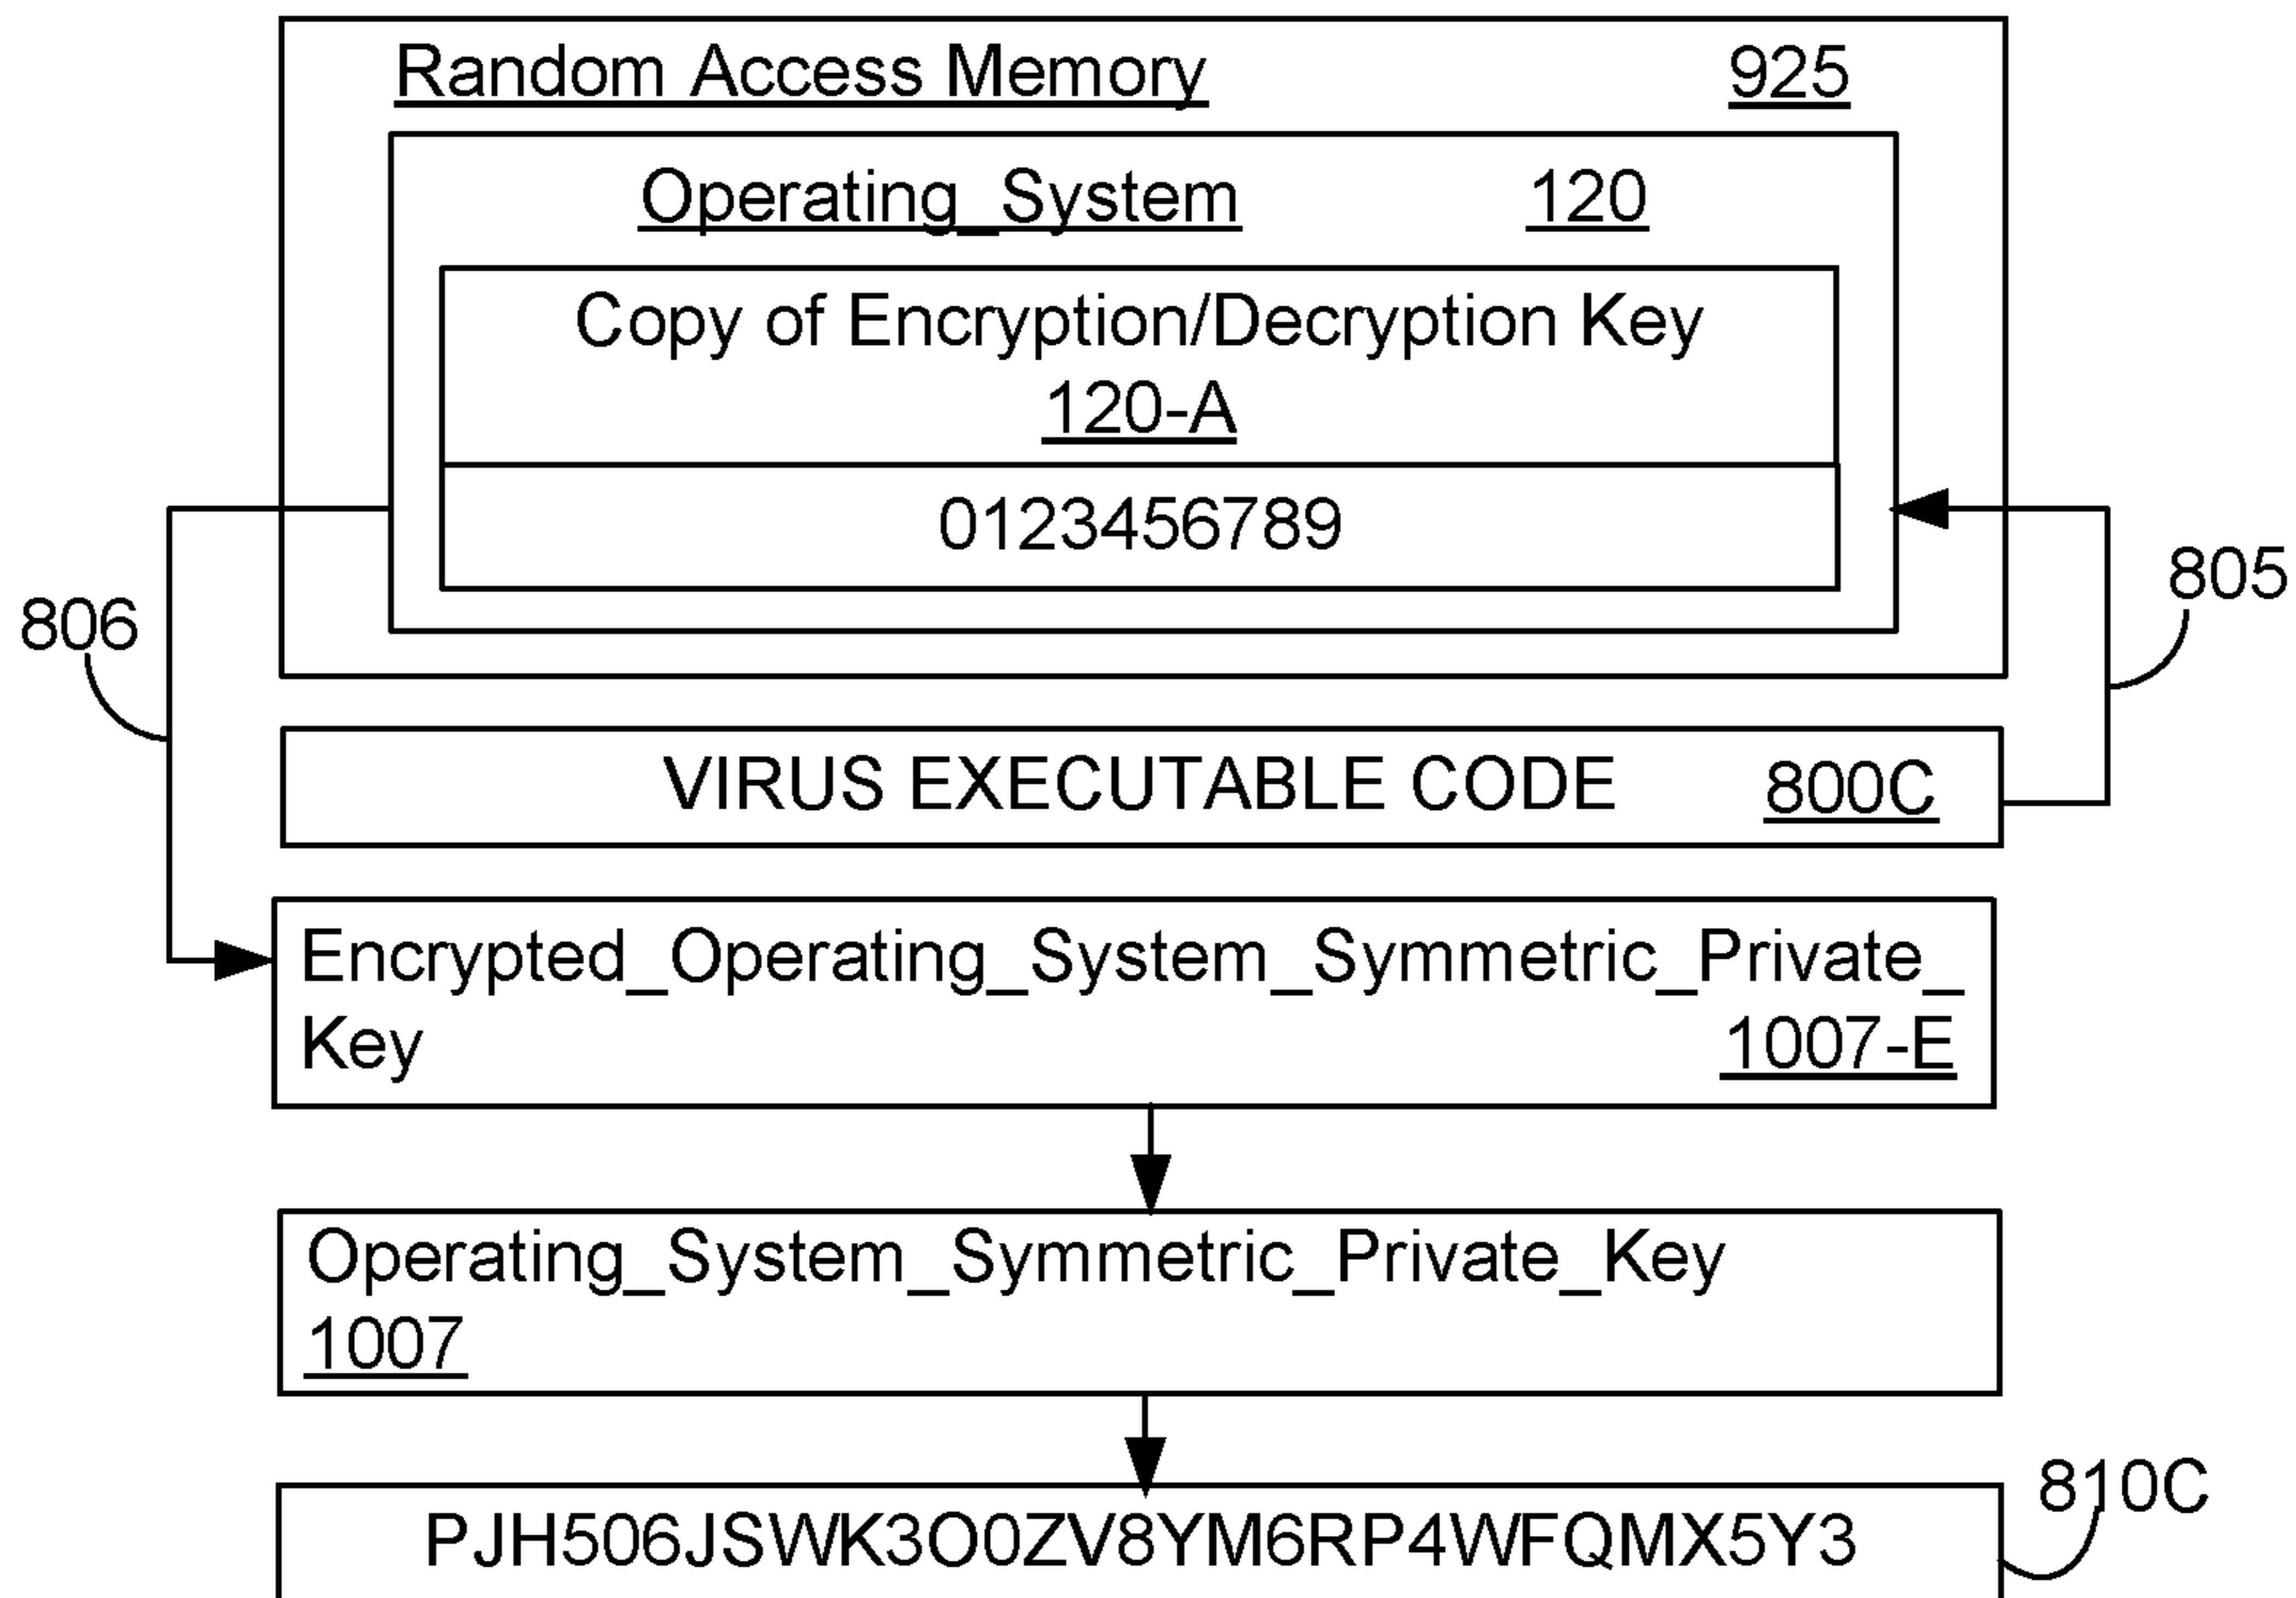 Random Access Memory 925
Operating_System 120
Copy of Encryption/Decryption Key
120-A
0123456789
805
806
VIRUS EXECUTABLE CODE 800C
Encrypted_Operating_System_Symmetric_Private_
Key 1007-E
Operating_System_Symmetric_Private_Key
1007
810C
PJH506JSWK3O0ZV8YM6RP4WFQMX5Y3